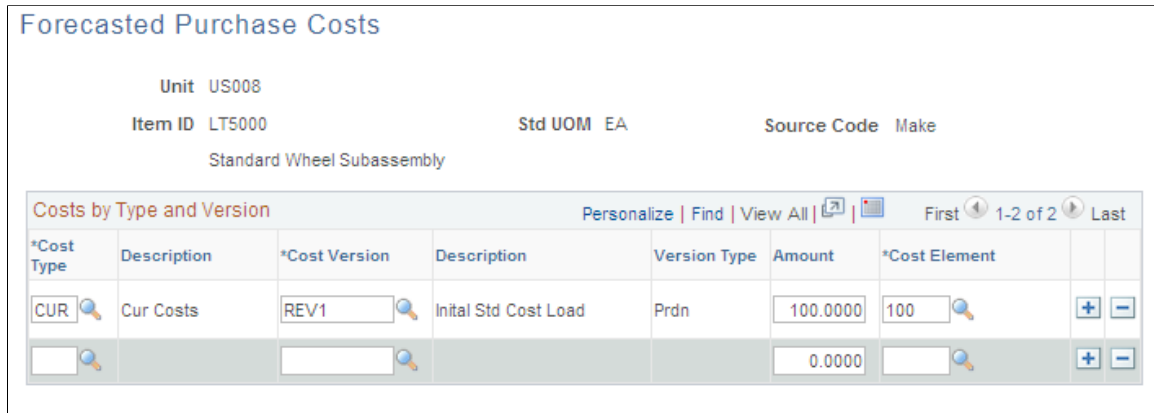 Forecasted Purchase Costs
Unit US008
Item ID LT5000 Std UOM EA Source Code Make
Standard Wheel Subassembly
Costs by Type and Version Personalize | Find | View All | | First 1-2 of 2 Last
*Cost Type Description *Cost Version Description Version Type Amount *Cost Element
CUR Cur Costs REV1 Inital Std Cost Load Prdn 100.0000 100 + −
0.0000 + −